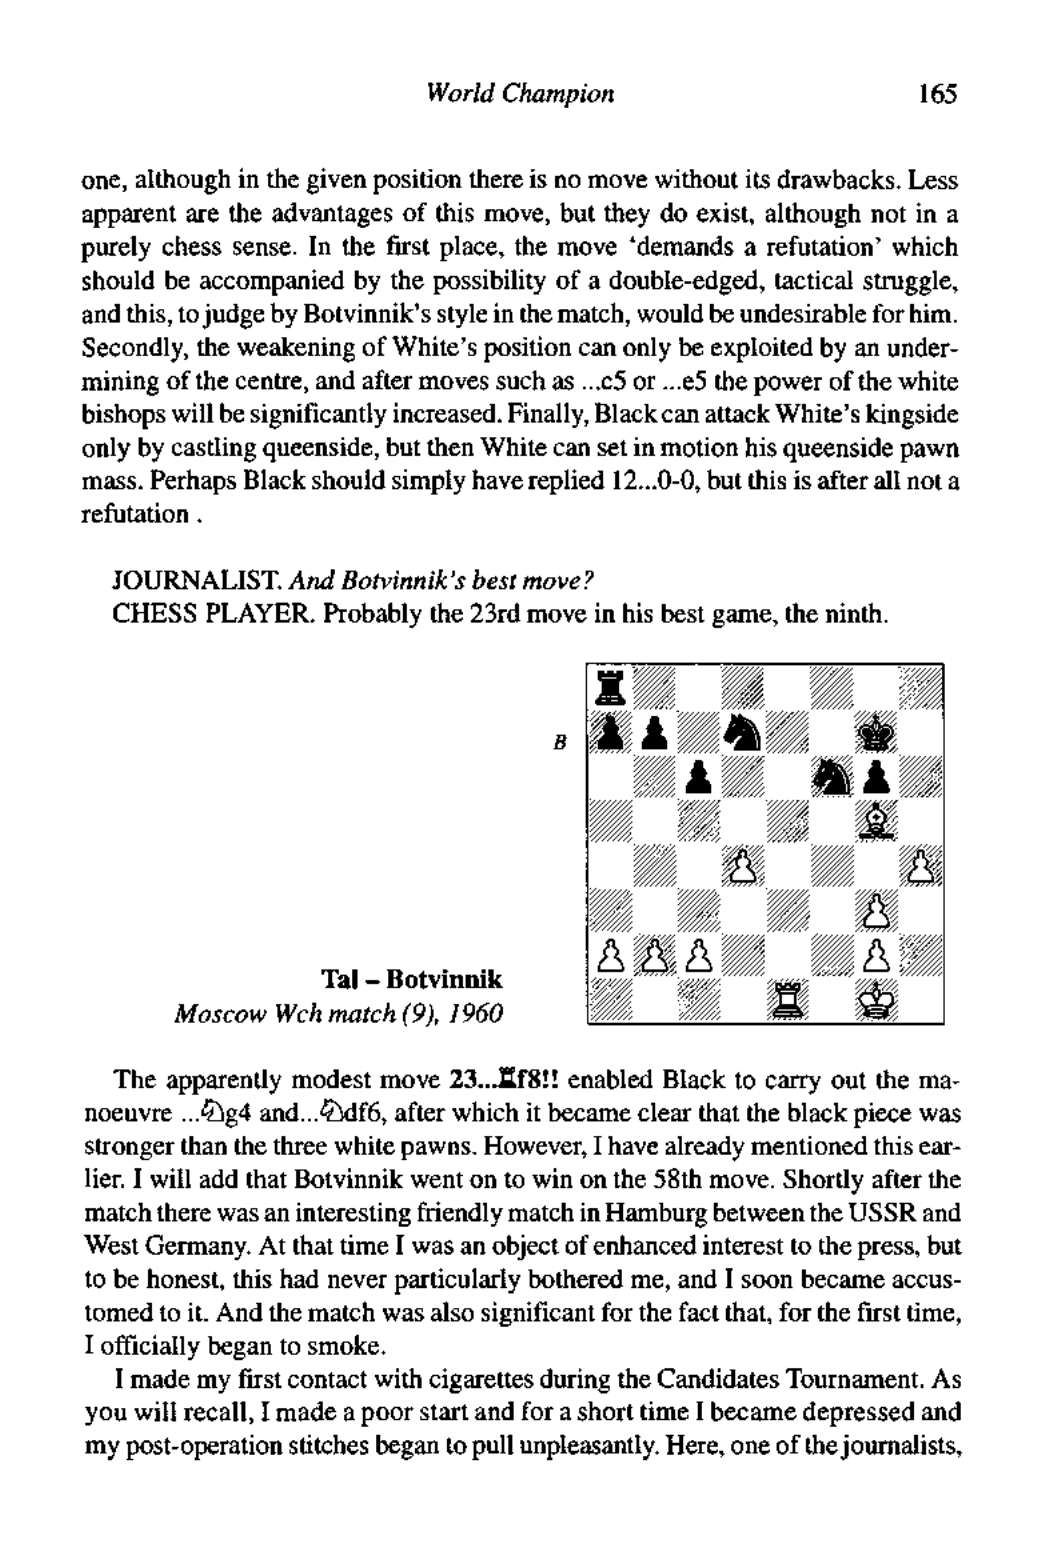 World Champion 165
one, although in the given position there is no move without its drawbacks. Less
apparent are the advantages of this move, but they do exist, although not in a
purely chess sense. In the first place, the move ‘demands a refutation’ which
should be accompanied by the possibility of a double-edged, tactical struggle,
and this, to judge by Botvinnik’s style in the match, would be undesirable for him.
Secondly, the weakening of White’s position can only be exploited by an under-
mining of the centre, and after moves such as ...c5 or ...e5 the power of the white
bishops will be significantly increased. Finally, Black can attack White’s kingside
only by castling queenside, but then White can set in motion his queenside pawn
mass. Perhaps Black should simply have replied 12...0-0, but this is after all not a
refutation .
JOURNALIST. And Botvinnik’s best move?
CHESS PLAYER. Probably the 23rd move in his best game, the ninth.
B
Tal – Botvinnik
Moscow Wch match (9), 1960
The apparently modest move 23...♖f8!! enabled Black to carry out the ma-
noeuvre ...♘g4 and...♘df6, after which it became clear that the black piece was
stronger than the three white pawns. However, I have already mentioned this ear-
lier. I will add that Botvinnik went on to win on the 58th move. Shortly after the
match there was an interesting friendly match in Hamburg between the USSR and
West Germany. At that time I was an object of enhanced interest to the press, but
to be honest, this had never particularly bothered me, and I soon became accus-
tomed to it. And the match was also significant for the fact that, for the first time,
I officially began to smoke.
I made my first contact with cigarettes during the Candidates Tournament. As
you will recall, I made a poor start and for a short time I became depressed and
my post-operation stitches began to pull unpleasantly. Here, one of the journalists,